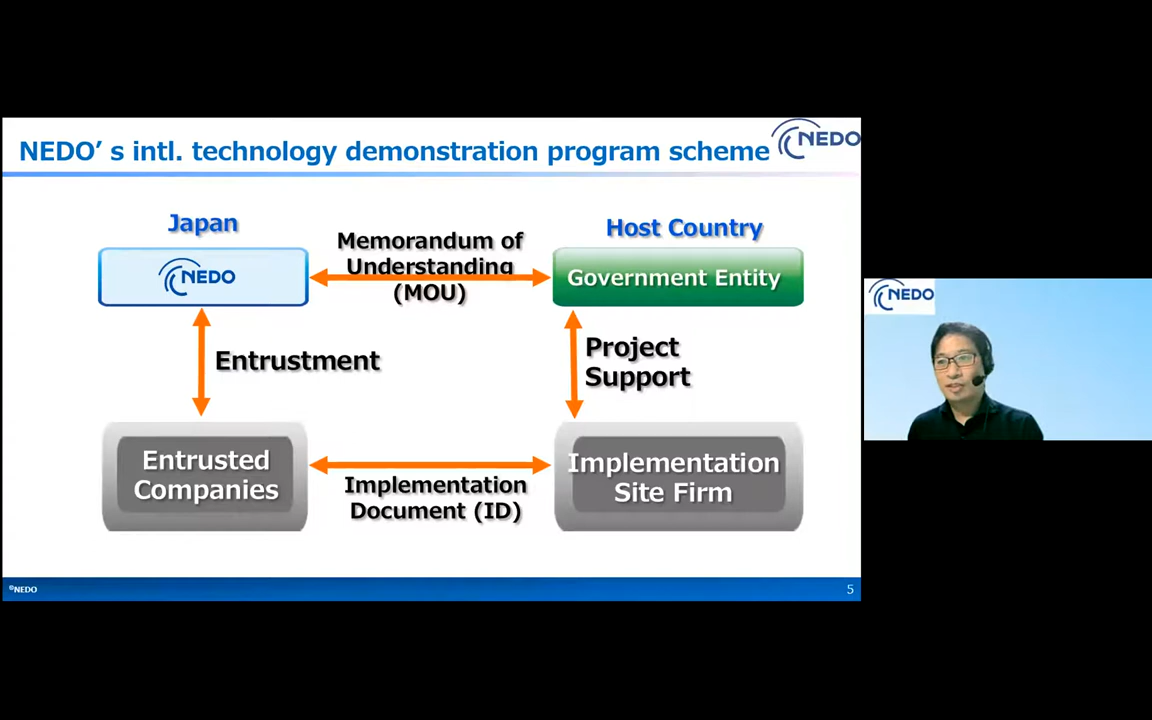 NEDO’ s intl. technology demonstration program scheme
NEDO
Japan
Host Country
NEDO
Memorandum of
Understanding
(MOU)
Government Entity
Entrustment
Project
Support
Entrusted
Companies
Implementation
Document (ID)
Implementation
Site Firm
©NEDO
5
NEDO